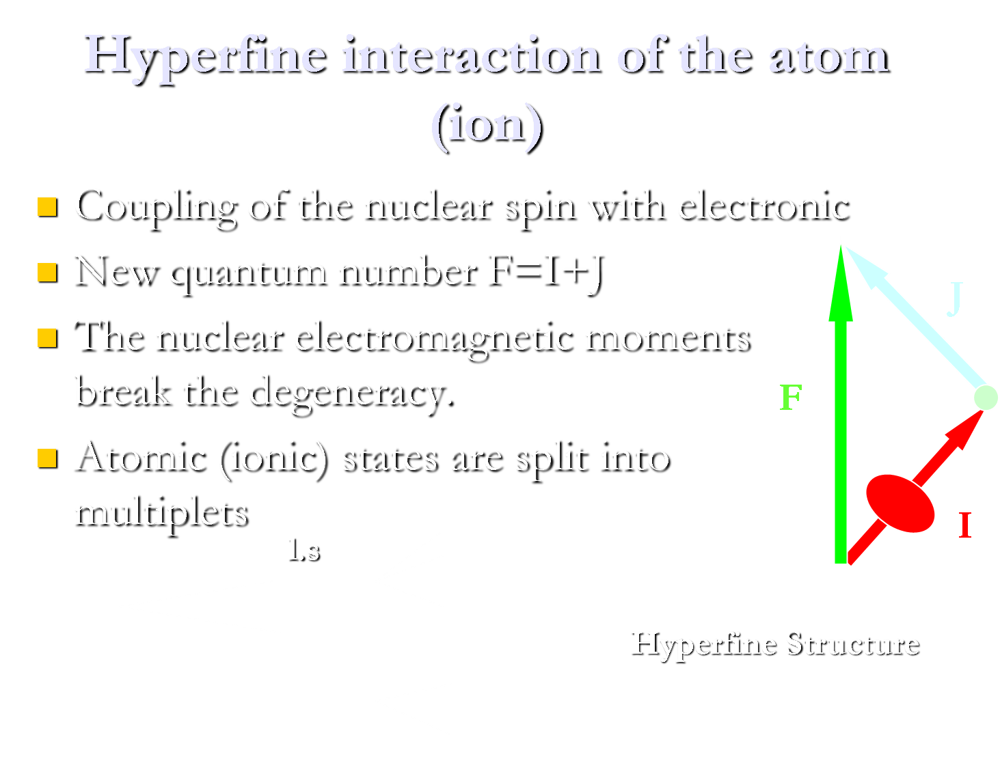 Hyperfine interaction of the atom
(ion)
Coupling of the nuclear spin with electronic
New quantum number F=I+J
The nuclear electromagnetic moments
break the degeneracy.
Atomic (ionic) states are split into
multiplets
1.s
J
F
I
Hyperfine Structure